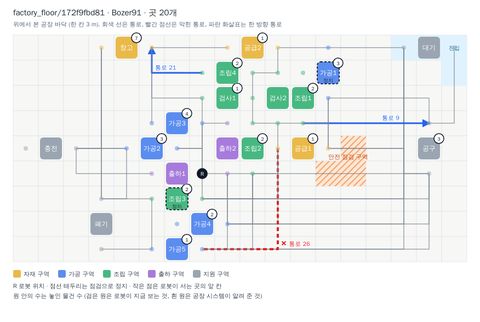 factory_floor/172f9fbd81 · Bozer91 · 곳 20개
위에서 본 공장 바닥 (한 칸 3 m). 회색 선은 통로, 빨간 점선은 막힌 통로, 파란 화살표는 한 방향 통로
창고 7
공급2 1
대기
진입
통로 21
조립4 2
가공1 3
검사1 1
검사2
조립1 2
가공3 4
통로 9
충전
가공2 3
출하2
조립2 2
공급1 1
안전 점검 구역
공구 3
출하1
R
조립3 2
폐기
가공4 2
가공5 1
✕ 통로 26
자재 구역
가공 구역
조립 구역
출하 구역
지원 구역
R 로봇 위치 · 점선 테두리는 점검으로 정지 · 작은 점은 로봇이 서는 곳의 앞 칸
원 안의 수는 놓인 물건 수 (검은 원은 로봇이 지금 보는 것, 흰 원은 공장 시스템이 알려 준 것)